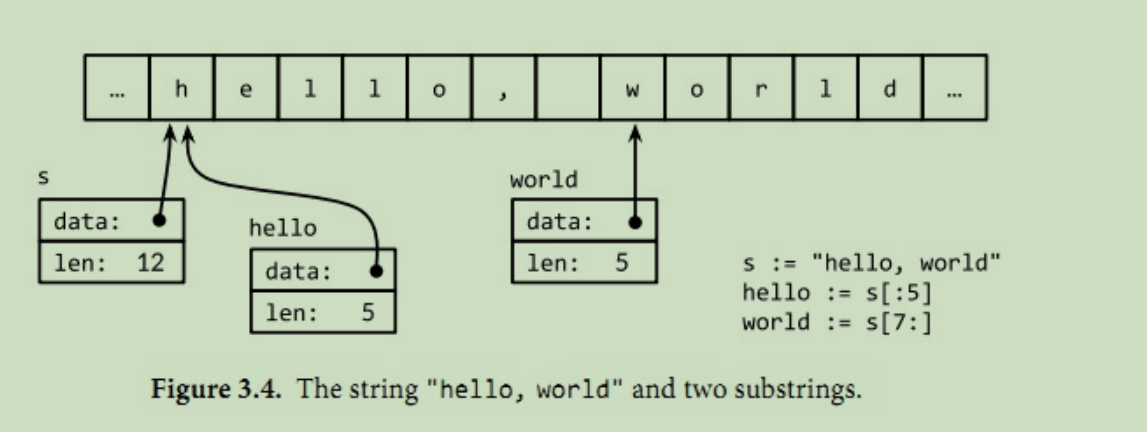 … h e l l o , w o r l d …
s
data:
len: 12
hello
data:
len: 5
world
data:
len: 5
s := "hello, world"
hello := s[:5]
world := s[7:]
Figure 3.4. The string "hello, world" and two substrings.